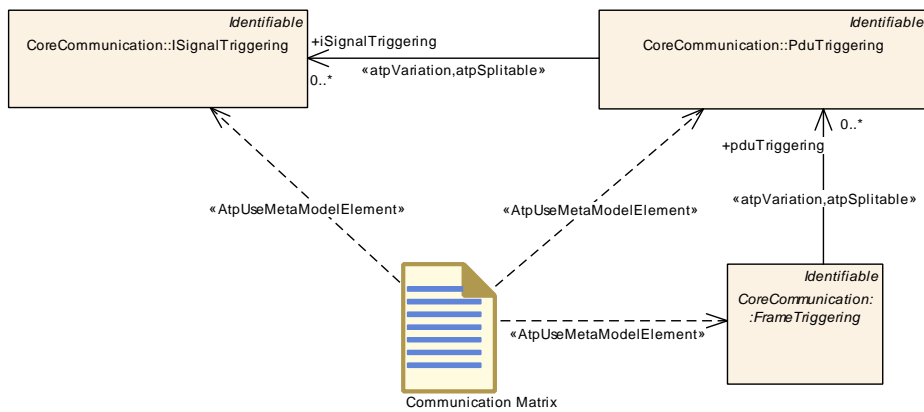 Identifiable
CoreCommunication::ISignalTriggering
+iSignalTriggering
0..*
«atpVariation,atpSplitable»
Identifiable
CoreCommunication::PduTriggering
0..*
+pduTriggering
«atpVariation,atpSplitable»
«AtpUseMetaModelElement»
«AtpUseMetaModelElement»
Identifiable
CoreCommunication:
:FrameTriggering
«AtpUseMetaModelElement»
Communication Matrix